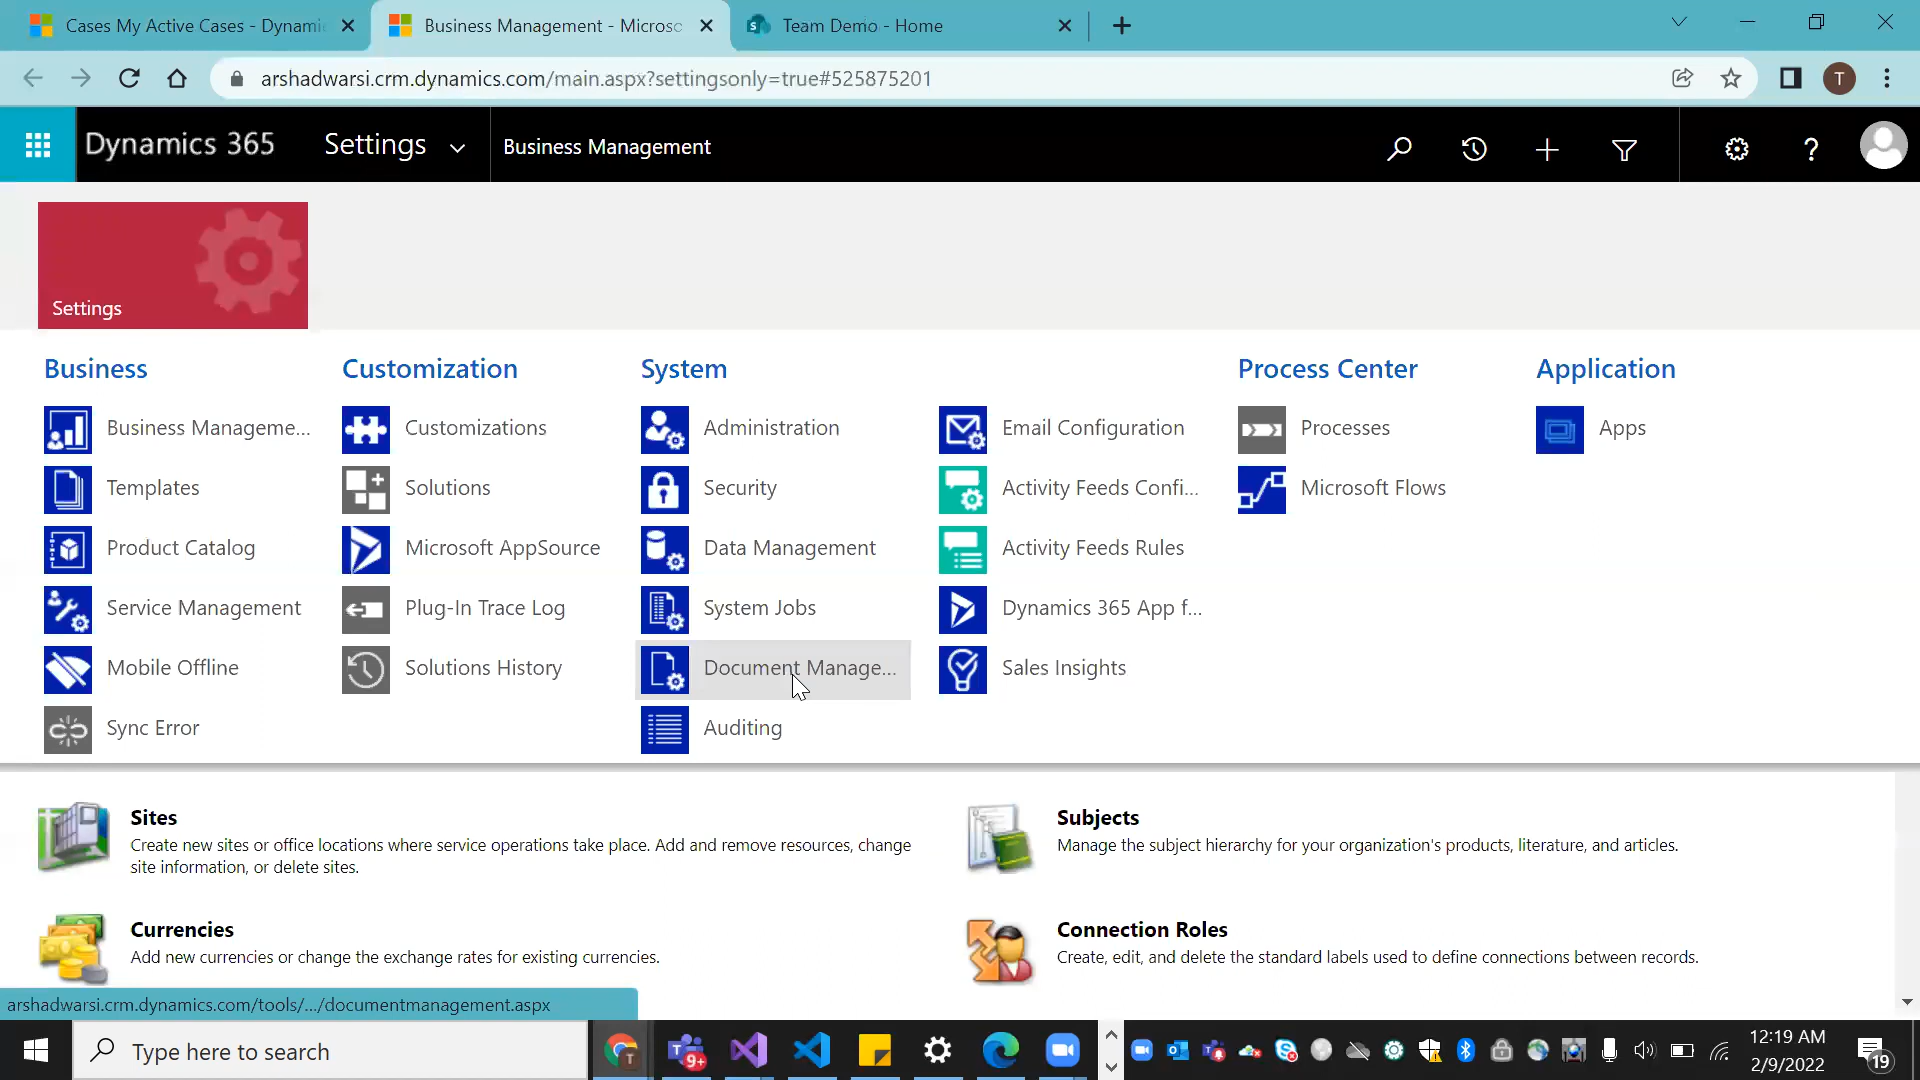 Cases My Active Cases - Dynami
Business Management - Microso
Team Demo - Home
arshadwarsi.crm.dynamics.com/main.aspx?settingsonly=true#525875201
T
Dynamics 365
Settings
Business Management
Settings
Business
Customization
System
Process Center
Application
Business Manageme...
Customizations
Administration
Email Configuration
Processes
Apps
Templates
Solutions
Security
Activity Feeds Confi...
Microsoft Flows
Product Catalog
Microsoft AppSource
Data Management
Activity Feeds Rules
Service Management
Plug-In Trace Log
System Jobs
Dynamics 365 App f...
Mobile Offline
Solutions History
Document Manage...
Sales Insights
Sync Error
Auditing
Sites
Create new sites or office locations where service operations take place. Add and remove resources, change
site information, or delete sites.
Subjects
Manage the subject hierarchy for your organization's products, literature, and articles.
Currencies
Add new currencies or change the exchange rates for existing currencies.
Connection Roles
Create, edit, and delete the standard labels used to define connections between records.
arshadwarsi.crm.dynamics.com/tools/.../documentmanagement.aspx
Type here to search
T
9+
12:19 AM
2/9/2022
19